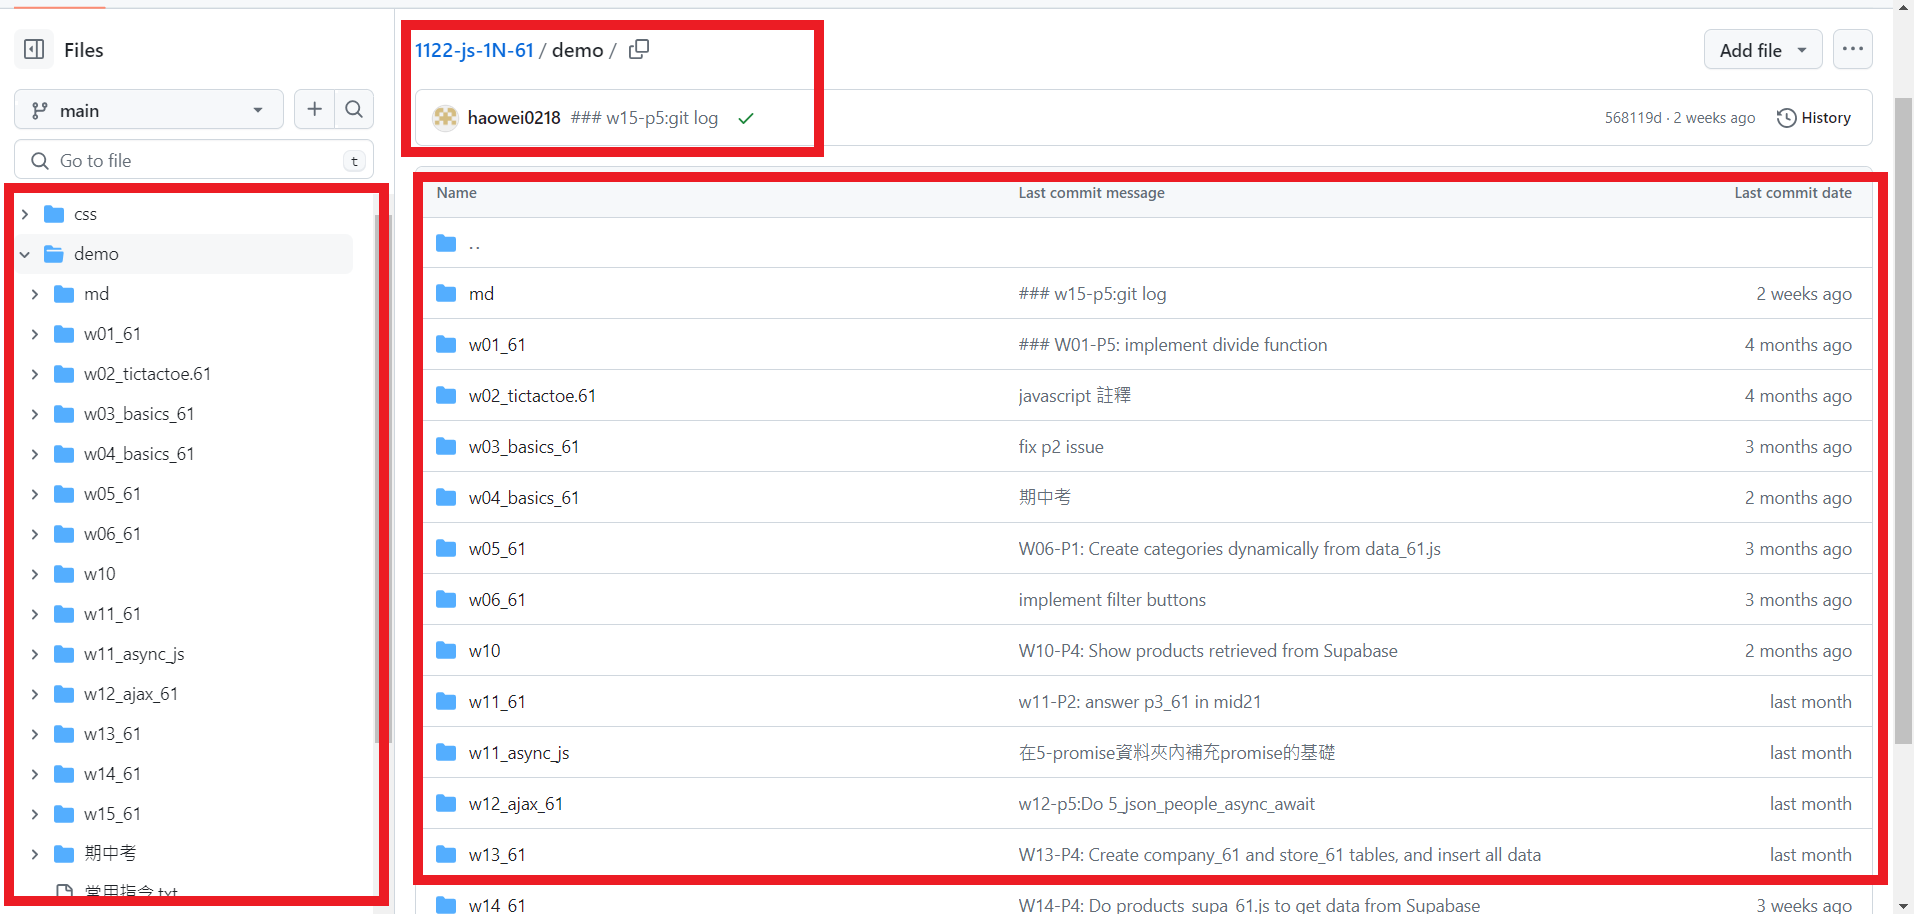 Files
main
Go to file
t
css
demo
md
w01_61
w02_tictactoe.61
w03_basics_61
w04_basics_61
w05_61
w06_61
w10
w11_61
w11_async_js
w12_ajax_61
w13_61
w14_61
w15_61
期中考
常用指令.txt
1122-js-1N-61 / demo /
Add file
haowei0218 ### w15-p5:git log
568119d · 2 weeks ago History
Name Last commit message Last commit date
..
md ### w15-p5:git log 2 weeks ago
w01_61 ### W01-P5: implement divide function 4 months ago
w02_tictactoe.61 javascript 註釋 4 months ago
w03_basics_61 fix p2 issue 3 months ago
w04_basics_61 期中考 2 months ago
w05_61 W06-P1: Create categories dynamically from data_61.js 3 months ago
w06_61 implement filter buttons 3 months ago
w10 W10-P4: Show products retrieved from Supabase 2 months ago
w11_61 w11-P2: answer p3_61 in mid21 last month
w11_async_js 在5-promise資料夾內補充promise的基礎 last month
w12_ajax_61 w12-p5:Do 5_json_people_async_await last month
w13_61 W13-P4: Create company_61 and store_61 tables, and insert all data last month
w14_61 W14-P4: Do products_supa_61.js to get data from Supabase 3 weeks ago